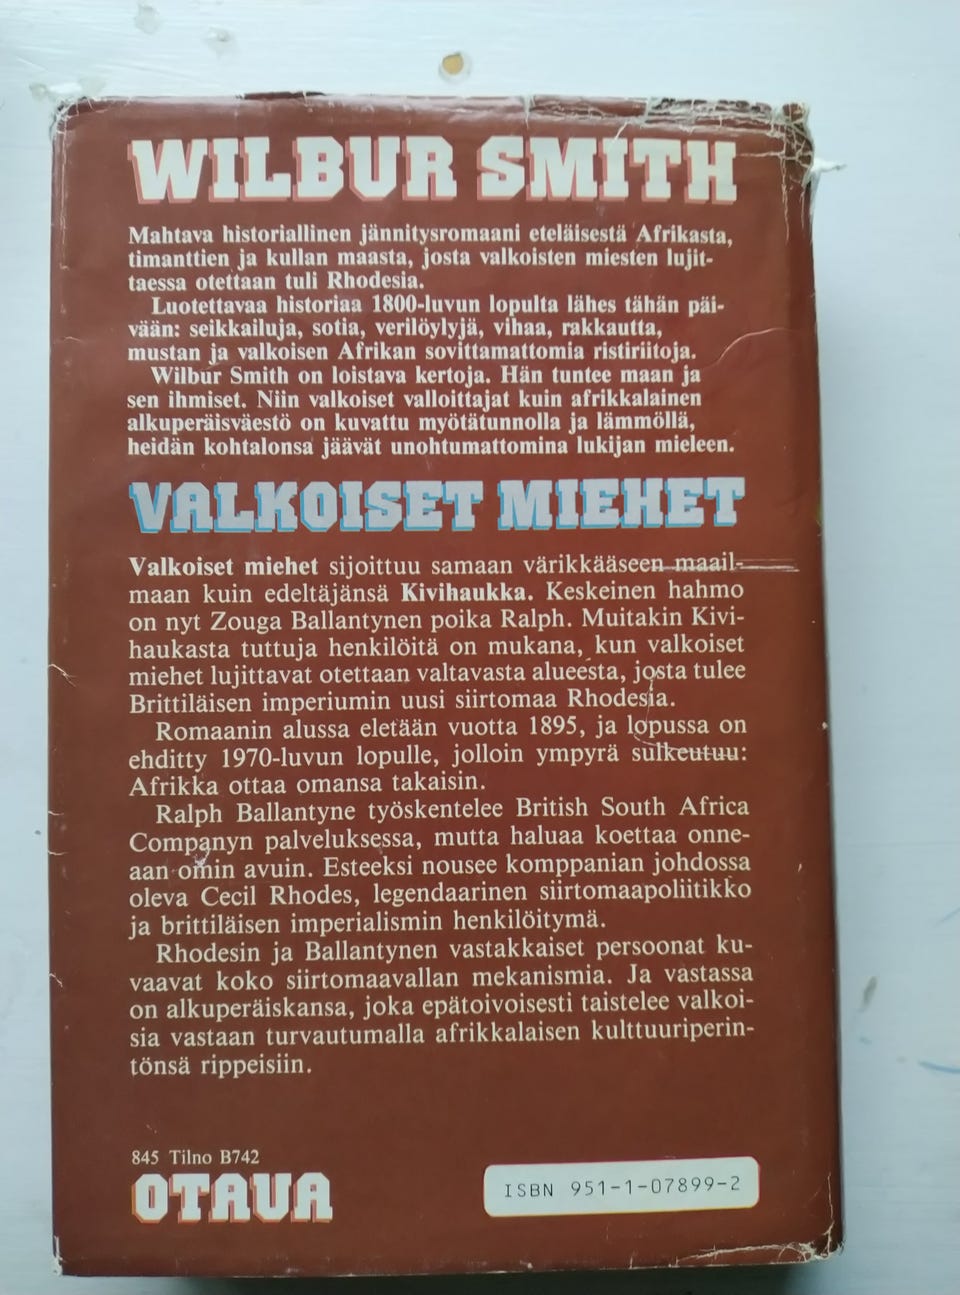 WILBUR SMITH
Mahtava historiallinen jännitysromaani eteläisestä Afrikasta,
timanttien ja kullan maasta, josta valkoisten miesten lujit-
taessa otettaan tuli Rhodesia.
Luotettavaa historiaa 1800-luvun lopulta lähes tähän päi-
vään: seikkailuja, sotia, verilöylyjä, vihaa, rakkautta,
mustan ja valkoisen Afrikan sovittamattomia ristiriitoja.
Wilbur Smith on loistava kertoja. Hän tuntee maan ja
sen ihmiset. Niin valkoiset valloittajat kuin afrikkalainen
alkuperäisväestö on kuvattu myötätunnolla ja lämmöllä,
heidän kohtalonsa jäävät unohtumattomina lukijan mieleen.
VALKOISET MIEHET
Valkoiset miehet sijoittuu samaan värikkääseen maail-
maan kuin edeltäjänsä Kivihaukka. Keskeinen hahmo
on nyt Zouga Ballantynen poika Ralph. Muitakin Kivi-
haukasta tuttuja henkilöitä on mukana, kun valkoiset
miehet lujittavat otettaan valtavasta alueesta, josta tulee
Brittiläisen imperiumin uusi siirtomaa Rhodesia.
Romaanin alussa eletään vuotta 1895, ja lopussa on
ehditty 1970-luvun lopulle, jolloin ympyrä sulkeutuu:
Afrikka ottaa omansa takaisin.
Ralph Ballantyne työskentelee British South Africa
Companyn palveluksessa, mutta haluaa koettaa onne-
aan omin avuin. Esteeksi nousee komppanian johdossa
oleva Cecil Rhodes, legendaarinen siirtomaapoliitikko
ja brittiläisen imperialismin henkilöitymä.
Rhodesin ja Ballantynen vastakkaiset persoonat ku-
vaavat koko siirtomaavallan mekanismia. Ja vastassa
on alkuperäiskansa, joka epätoivoisesti taistelee valkoi-
sia vastaan turvautumalla afrikkalaisen kulttuuriperin-
tönsä rippeisiin.
845 Tilno B742
OTAVA
ISBN 951-1-07899-2